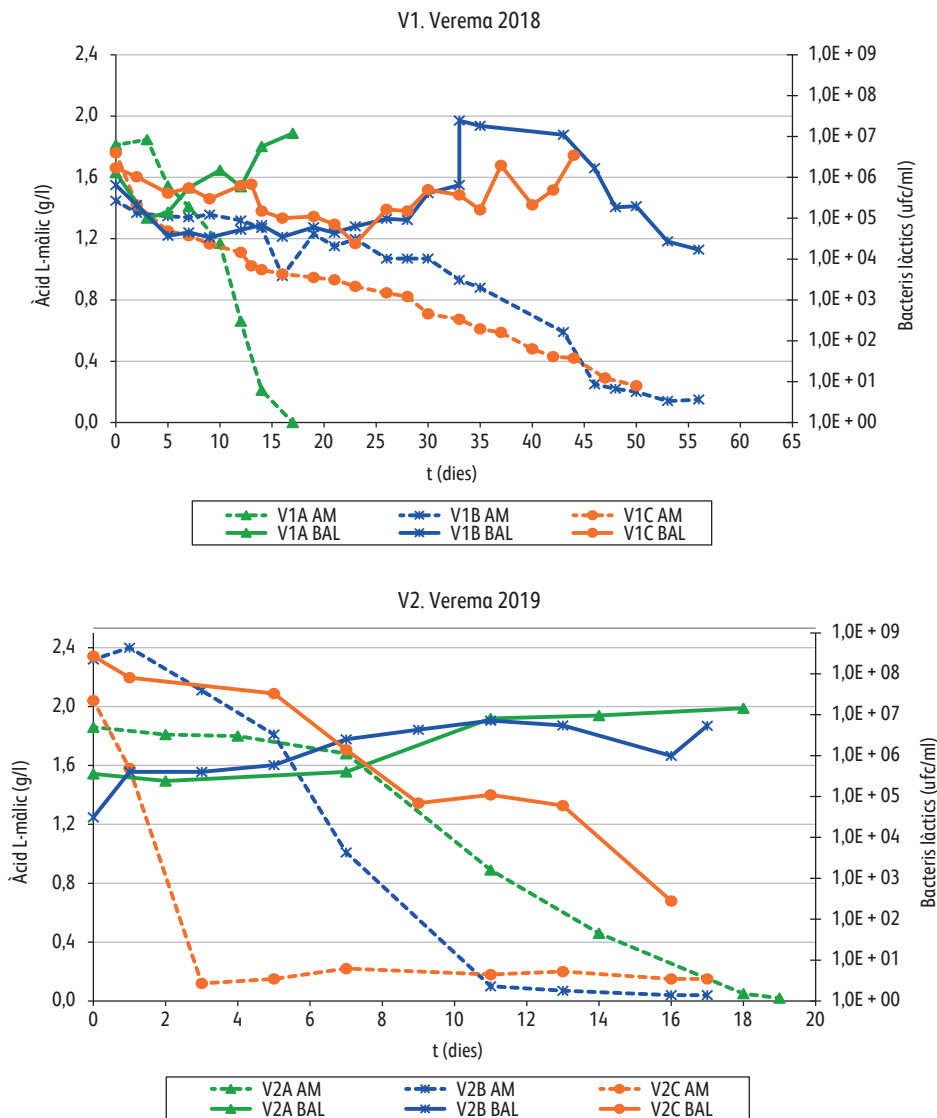 V1. Verema 2018
2,4
2,0
1,6
1,2
0,8
0,4
0,0
Àcid L-màlic (g/l)
1,0E + 09
1,0E + 08
1,0E + 07
1,0E + 06
1,0E + 05
1,0E + 04
1,0E + 03
1,0E + 02
1,0E + 01
1,0E + 00
Bacteris làctics (ufc/ml)
0 5 10 15 20 25 30 35 40 45 50 55 60 65
t (dies)
V1A AM V1B AM V1C AM
V1A BAL V1B BAL V1C BAL
V2. Verema 2019
2,4
2,0
1,6
1,2
0,8
0,4
0,0
Àcid L-màlic (g/l)
1,0E + 09
1,0E + 08
1,0E + 07
1,0E + 06
1,0E + 05
1,0E + 04
1,0E + 03
1,0E + 02
1,0E + 01
1,0E + 00
Bacteris làctics (ufc/ml)
0 2 4 6 8 10 12 14 16 18 20
t (dies)
V2A AM V2B AM V2C AM
V2A BAL V2B BAL V2C BAL